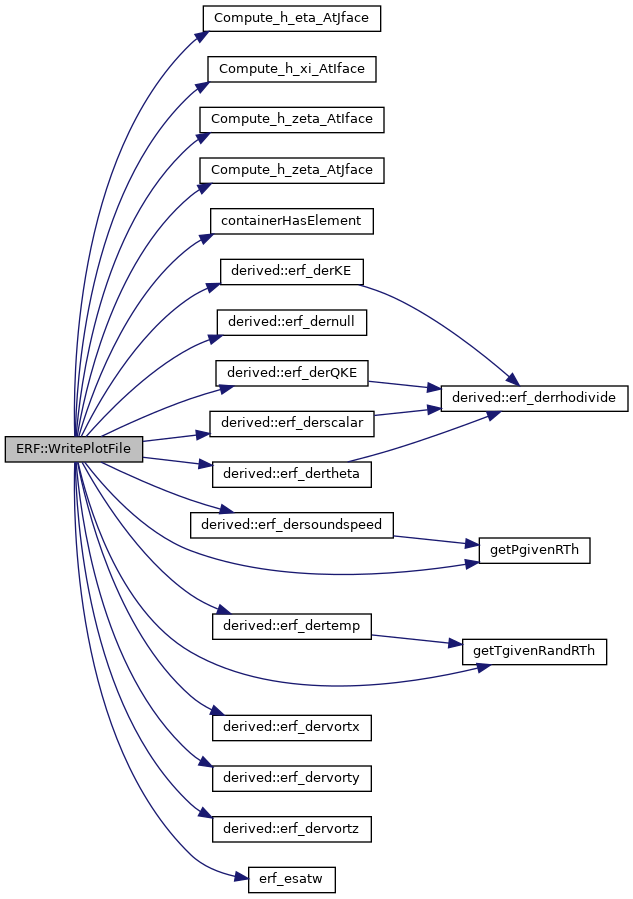 Compute_h_eta_AtJface
Compute_h_xi_AtIface
Compute_h_zeta_AtIface
Compute_h_zeta_AtJface
containerHasElement
derived::erf_derKE
derived::erf_dernull
derived::erf_derQKE
derived::erf_derrhodivide
derived::erf_derscalar
ERF::WritePlotFile
derived::erf_dertheta
derived::erf_dersoundspeed
getPgivenRTh
derived::erf_dertemp
getTgivenRandRTh
derived::erf_dervortx
derived::erf_dervorty
derived::erf_dervortz
erf_esatw